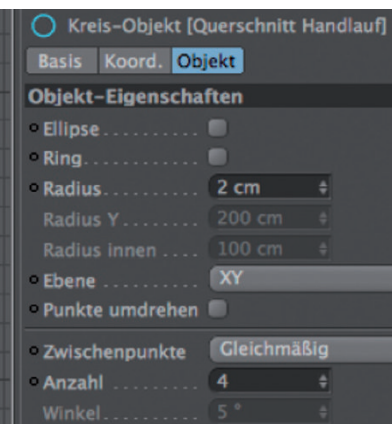 Kreis-Objekt [Querschnitt Handlauf]
Basis Koord. Objekt
Objekt-Eigenschaften
Ellipse . . . . . . . . . .
Ring. . . . . . . . . . . . .
Radius. . . . . . . . . . 2 cm
Radius Y. . . . . . . . 200 cm
Radius innen . . . . 100 cm
Ebene . . . . . . . . . . XY
Punkte umdrehen
Zwischenpunkte Gleichmäßig
Anzahl . . . . . . . . . 4
Winkel. . . . . . . . . . 5 °